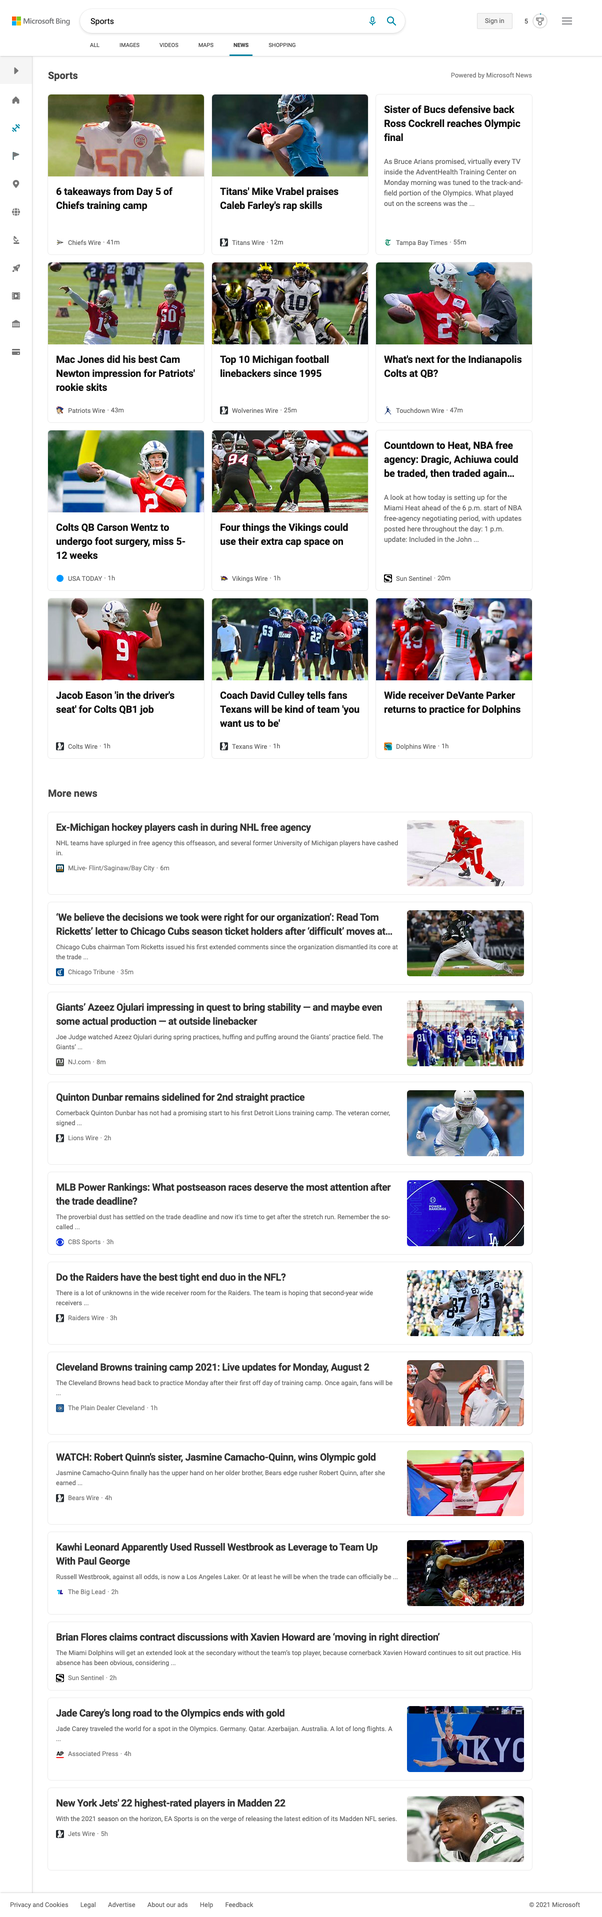 Microsoft Bing
Sports
Sign in
5
ALL
IMAGES
VIDEOS
MAPS
NEWS
SHOPPING
Sports
Powered by Microsoft News
6 takeaways from Day 5 of
Chiefs training camp
Chiefs Wire · 41m
Titans' Mike Vrabel praises
Caleb Farley's rap skills
Titans Wire · 12m
Sister of Bucs defensive back
Ross Cockrell reaches Olympic
final
As Bruce Arians promised, virtually every TV
inside the AdventHealth Training Center on
Monday morning was tuned to the track-and-
field portion of the Olympics. What played
out on the screens was the ...
Tampa Bay Times · 55m
Mac Jones did his best Cam
Newton impression for Patriots'
rookie skits
Patriots Wire · 43m
Top 10 Michigan football
linebackers since 1995
Wolverines Wire · 25m
What's next for the Indianapolis
Colts at QB?
Touchdown Wire · 47m
Colts QB Carson Wentz to
undergo foot surgery, miss 5-
12 weeks
USA TODAY · 1h
Four things the Vikings could
use their extra cap space on
Vikings Wire · 1h
Countdown to Heat, NBA free
agency: Dragic, Achiuwa could
be traded, then traded again...
A look at how today is setting up for the
Miami Heat ahead of the 6 p.m. start of NBA
free-agency negotiating period, with updates
posted here throughout the day: 1 p.m.
update: Included in the John ...
Sun Sentinel · 20m
Jacob Eason 'in the driver's
seat' for Colts QB1 job
Colts Wire · 1h
Coach David Culley tells fans
Texans will be kind of team 'you
want us to be'
Texans Wire · 1h
Wide receiver DeVante Parker
returns to practice for Dolphins
Dolphins Wire · 1h
More news
Ex-Michigan hockey players cash in during NHL free agency
NHL teams have splurged in free agency this offseason, and several former University of Michigan players have cashed
in.
MLive- Flint/Saginaw/Bay City · 6m
'We believe the decisions we took were right for our organization': Read Tom
Ricketts' letter to Chicago Cubs season ticket holders after 'difficult' moves at...
Chicago Cubs chairman Tom Ricketts issued his first extended comments since the organization dismantled its core at
the trade ...
Chicago Tribune · 35m
Giants' Azeez Ojulari impressing in quest to bring stability — and maybe even
some actual production — at outside linebacker
Joe Judge watched Azeez Ojulari during spring practices, huffing and puffing around the Giants' practice field. The
Giants' ...
NJ.com · 8m
Quinton Dunbar remains sidelined for 2nd straight practice
Cornerback Quinton Dunbar has not had a promising start to his first Detroit Lions training camp. The veteran corner,
signed ...
Lions Wire · 2h
MLB Power Rankings: What postseason races deserve the most attention after
the trade deadline?
The proverbial dust has settled on the trade deadline and now it's time to get after the stretch run. Remember the so-
called ...
CBS Sports · 3h
Do the Raiders have the best tight end duo in the NFL?
There is a lot of unknowns in the wide receiver room for the Raiders. The team is hoping that second-year wide
receivers ...
Raiders Wire · 3h
Cleveland Browns training camp 2021: Live updates for Monday, August 2
The Cleveland Browns head back to practice Monday after their first off day of training camp. Once again, fans will be
...
The Plain Dealer Cleveland · 1h
WATCH: Robert Quinn's sister, Jasmine Camacho-Quinn, wins Olympic gold
Jasmine Camacho-Quinn finally has the upper hand on her older brother, Bears edge rusher Robert Quinn, after she
earned ...
Bears Wire · 4h
Kawhi Leonard Apparently Used Russell Westbrook as Leverage to Team Up
With Paul George
Russell Westbrook, against all odds, is now a Los Angeles Laker. Or at least he will be when the trade can officially be ...
The Big Lead · 2h
Brian Flores claims contract discussions with Xavien Howard are 'moving in right direction'
The Miami Dolphins will get an extended look at the secondary without the team's top player, because cornerback Xavien Howard continues to sit out practice. His
absence has been obvious, considering ...
Sun Sentinel · 2h
Jade Carey's long road to the Olympics ends with gold
Jade Carey traveled the world for a spot in the Olympics. Germany. Qatar. Azerbaijan. Australia. A lot of long flights. A
...
Associated Press · 4h
New York Jets' 22 highest-rated players in Madden 22
With the 2021 season on the horizon, EA Sports is on the verge of releasing the latest edition of its Madden NFL series.
Jets Wire · 5h
Privacy and Cookies
Legal
Advertise
About our ads
Help
Feedback
© 2021 Microsoft